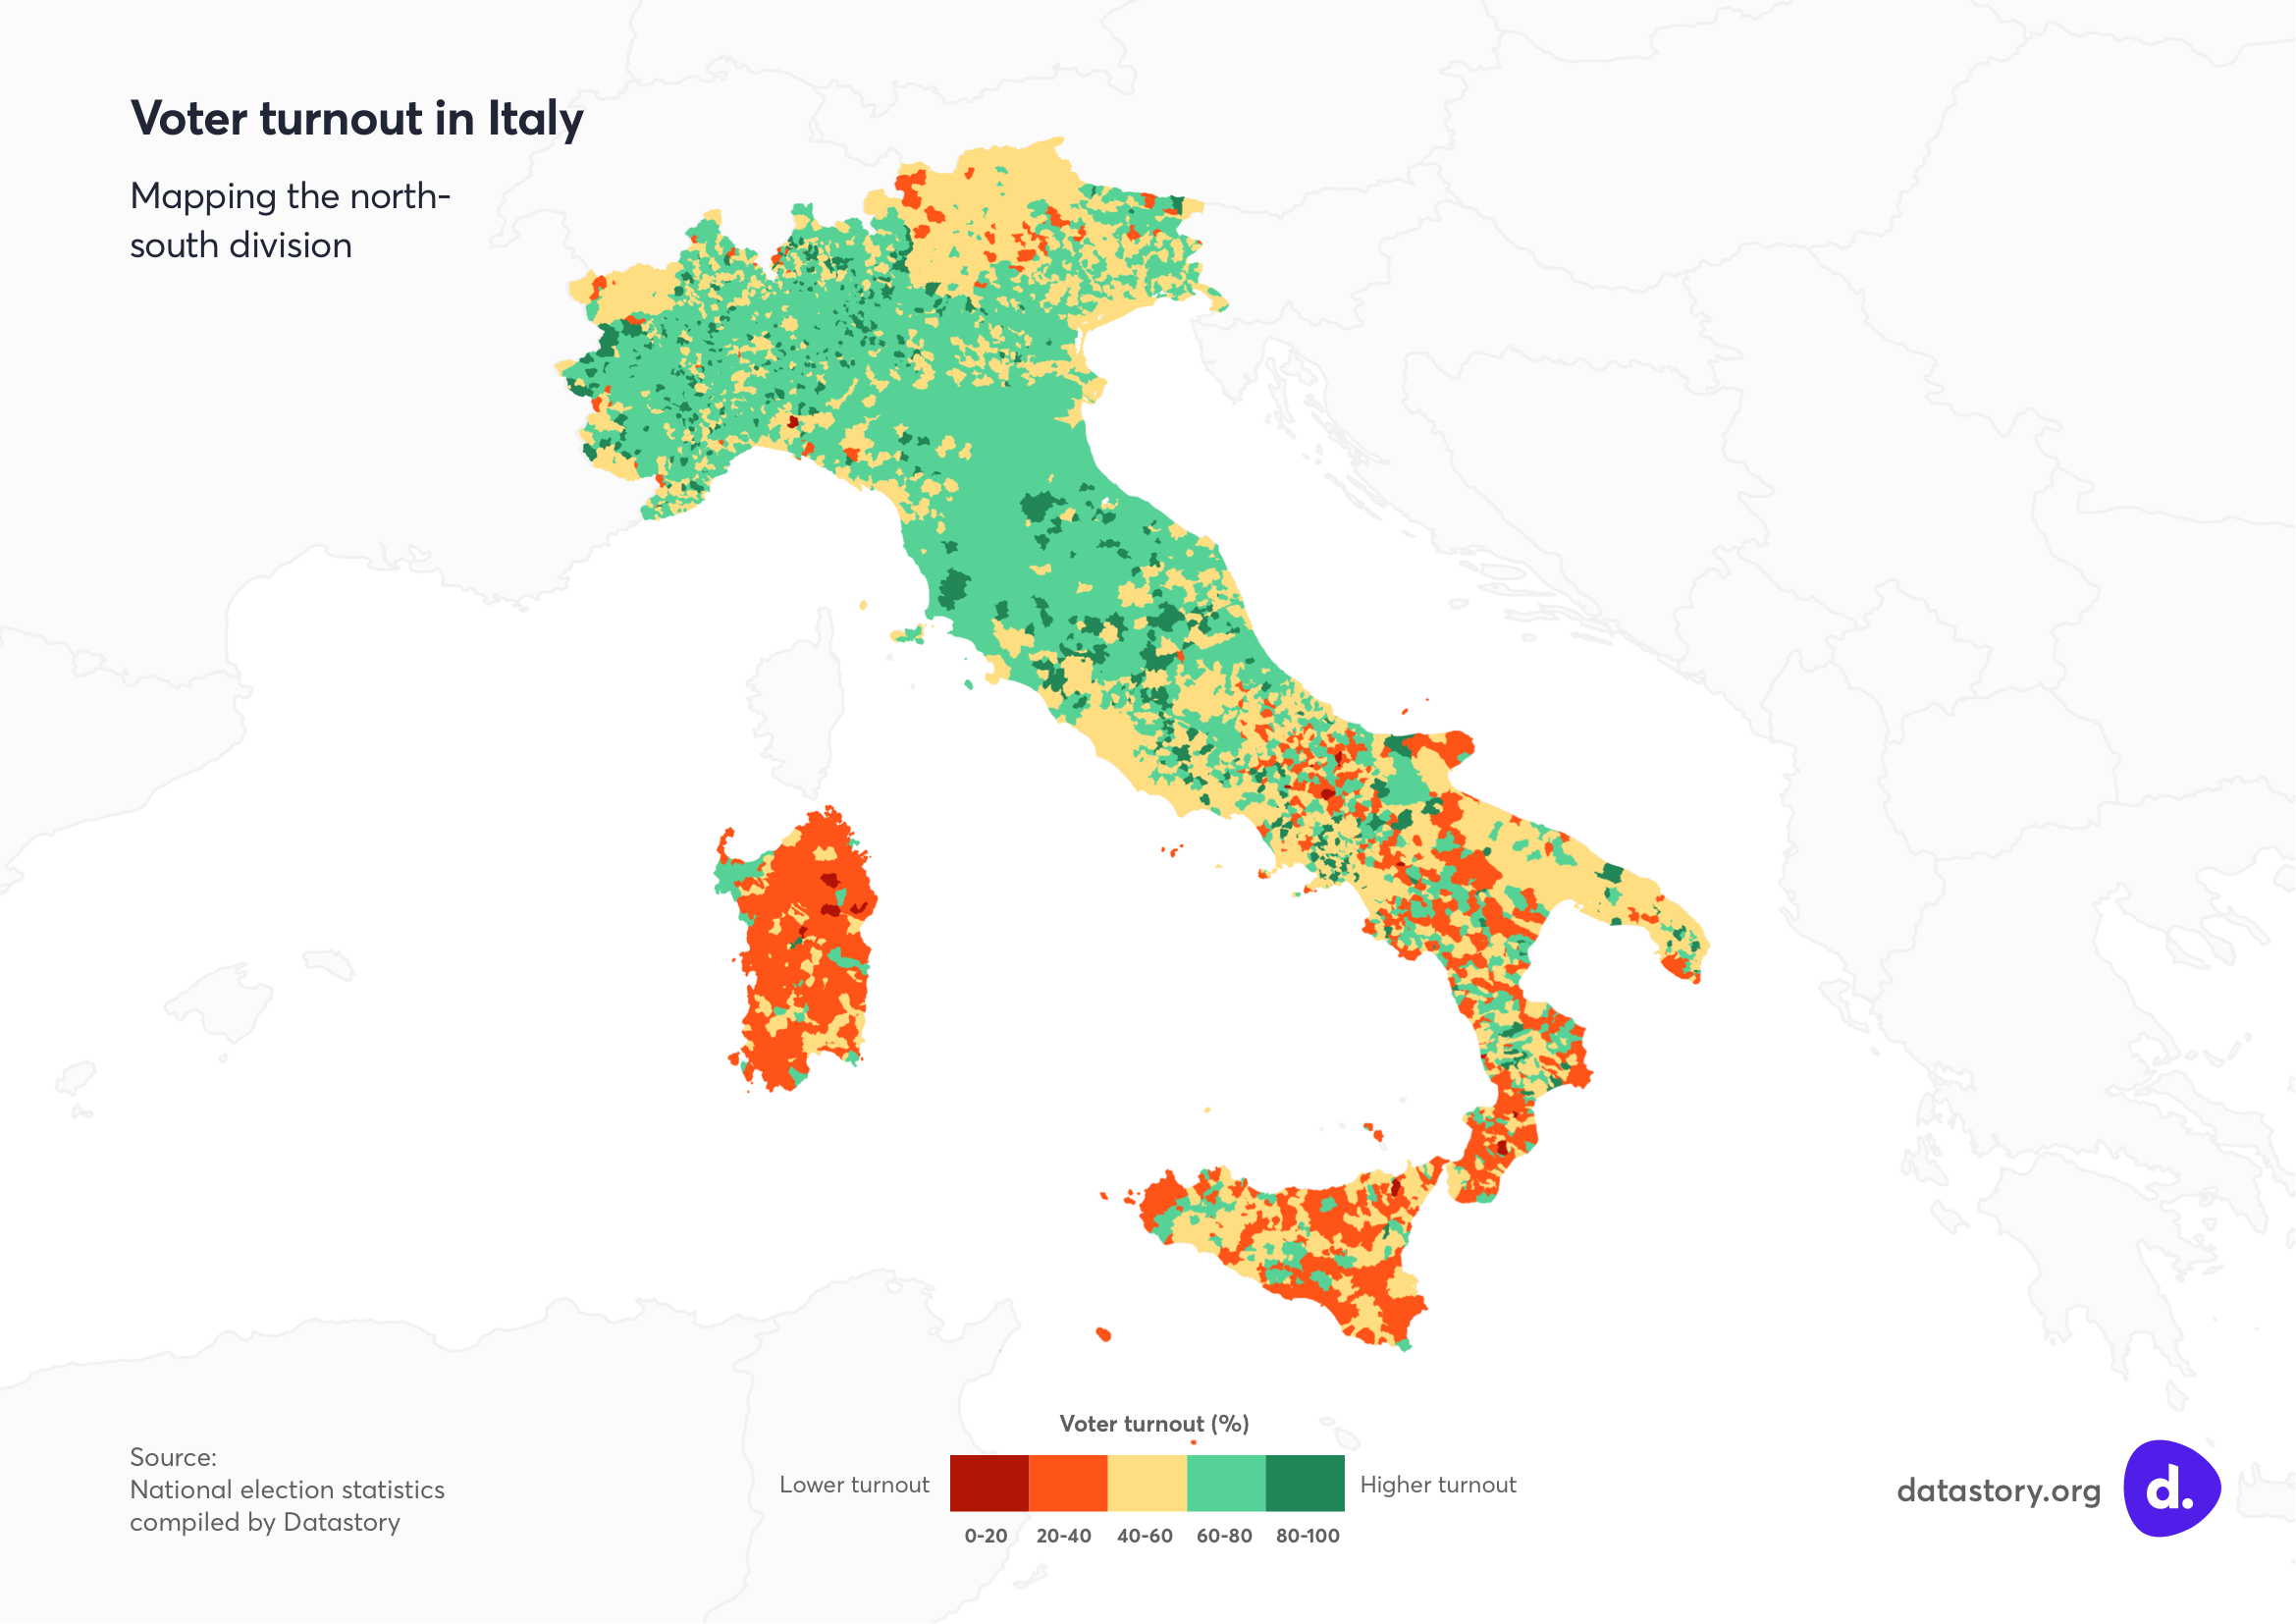 Voter turnout in Italy
Mapping the north-
south division
Source:
National election statistics
compiled by Datastory
Voter turnout (%)
Lower turnout
Higher turnout
0-20 20-40 40-60 60-80 80-100
datastory.org
d.